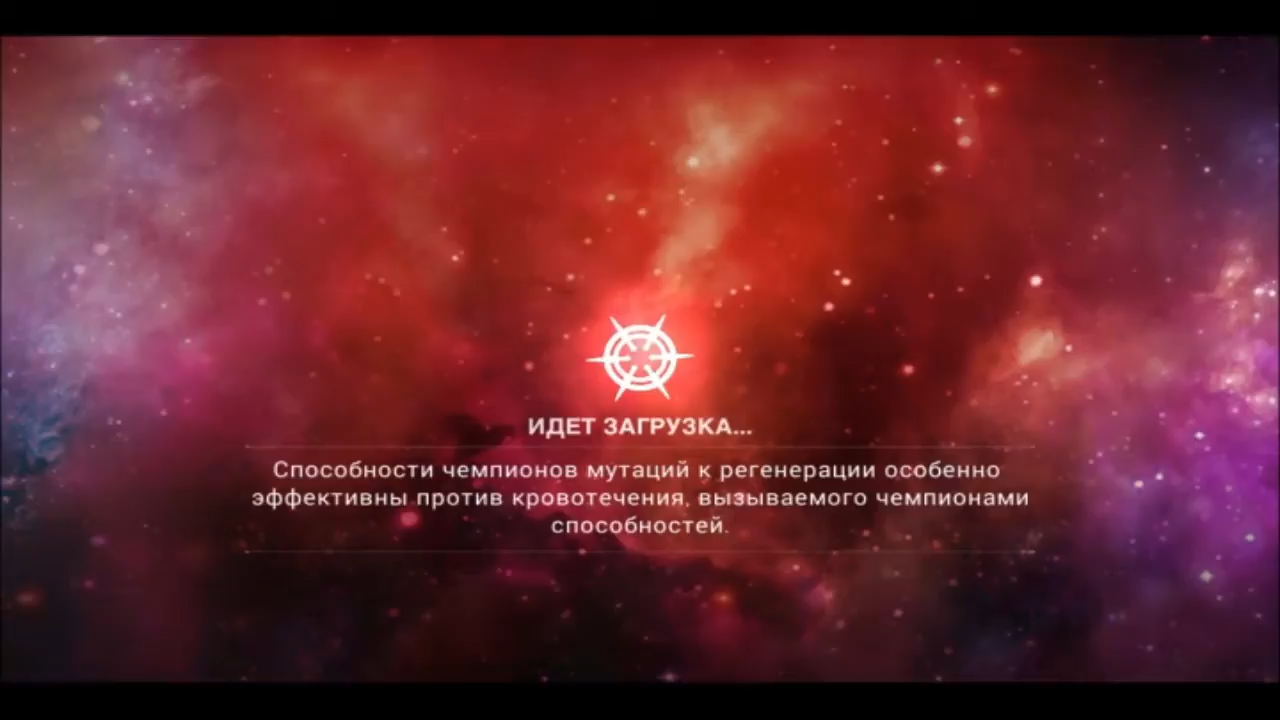 ИДЕТ ЗАГРУЗКА...
Способности чемпионов мутаций к регенерации особенно
эффективны против кровотечения, вызываемого чемпионами
способностей.